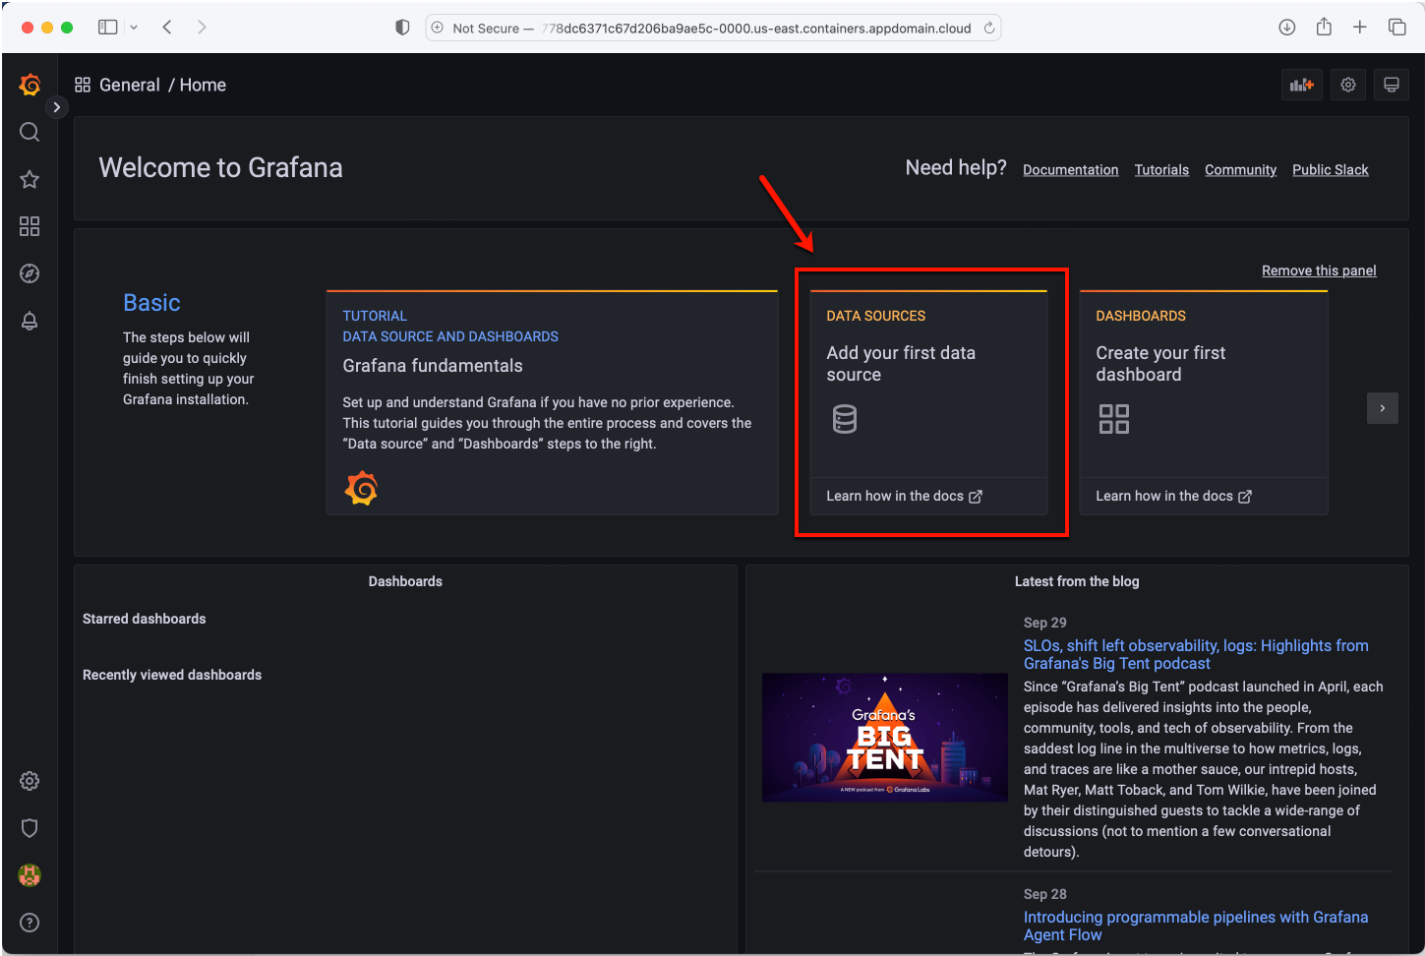 Not Secure — 778dc6371c67d206ba9ae5c-0000.us-east.containers.appdomain.cloud
General / Home
Welcome to Grafana
Need help? Documentation Tutorials Community Public Slack
Remove this panel
Basic
The steps below will
guide you to quickly
finish setting up your
Grafana installation.
TUTORIAL
DATA SOURCE AND DASHBOARDS
Grafana fundamentals
Set up and understand Grafana if you have no prior experience.
This tutorial guides you through the entire process and covers the
“Data source” and “Dashboards” steps to the right.
DATA SOURCES
Add your first data
source
Learn how in the docs
DASHBOARDS
Create your first
dashboard
Learn how in the docs
Dashboards
Starred dashboards
Recently viewed dashboards
Latest from the blog
Grafana's
BIG
TENT
A NEW podcast from Grafana Labs
Sep 29
SLOs, shift left observability, logs: Highlights from
Grafana's Big Tent podcast
Since “Grafana’s Big Tent” podcast launched in April, each
episode has delivered insights into the people,
community, tools, and tech of observability. From the
saddest log line in the multiverse to how metrics, logs,
and traces are like a mother sauce, our intrepid hosts,
Mat Ryer, Matt Toback, and Tom Wilkie, have been joined
by their distinguished guests to tackle a wide-range of
discussions (not to mention a few conversational
detours).
Sep 28
Introducing programmable pipelines with Grafana
Agent Flow